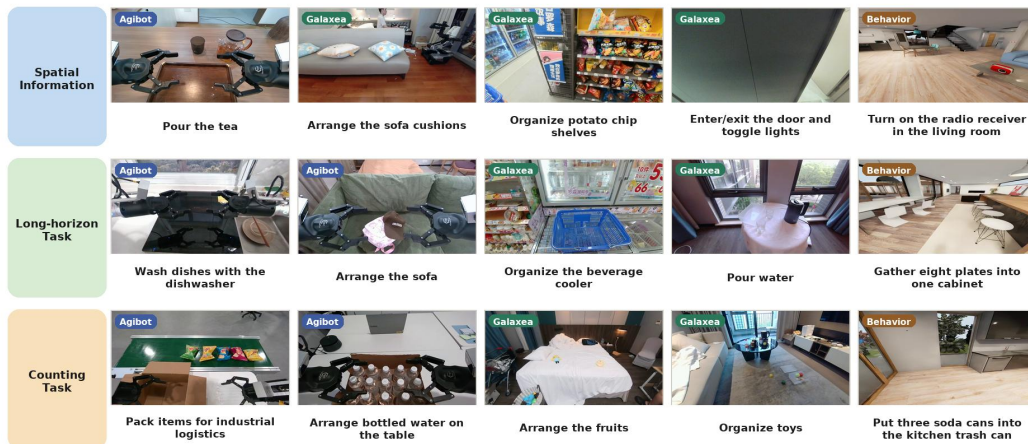 Spatial
Information
Agibot
Galaxea
Galaxea
Galaxea
Behavior
Pour the tea
Arrange the sofa cushions
Organize potato chip
shelves
Enter/exit the door and
toggle lights
Turn on the radio receiver
in the living room
Long-horizon
Task
Agibot
Agibot
Galaxea
Galaxea
Behavior
Wash dishes with the
dishwasher
Arrange the sofa
Organize the beverage
cooler
Pour water
Gather eight plates into
one cabinet
Counting
Task
Agibot
Agibot
Galaxea
Galaxea
Behavior
Pack items for industrial
logistics
Arrange bottled water on
the table
Arrange the fruits
Organize toys
Put three soda cans into
the kitchen trash can